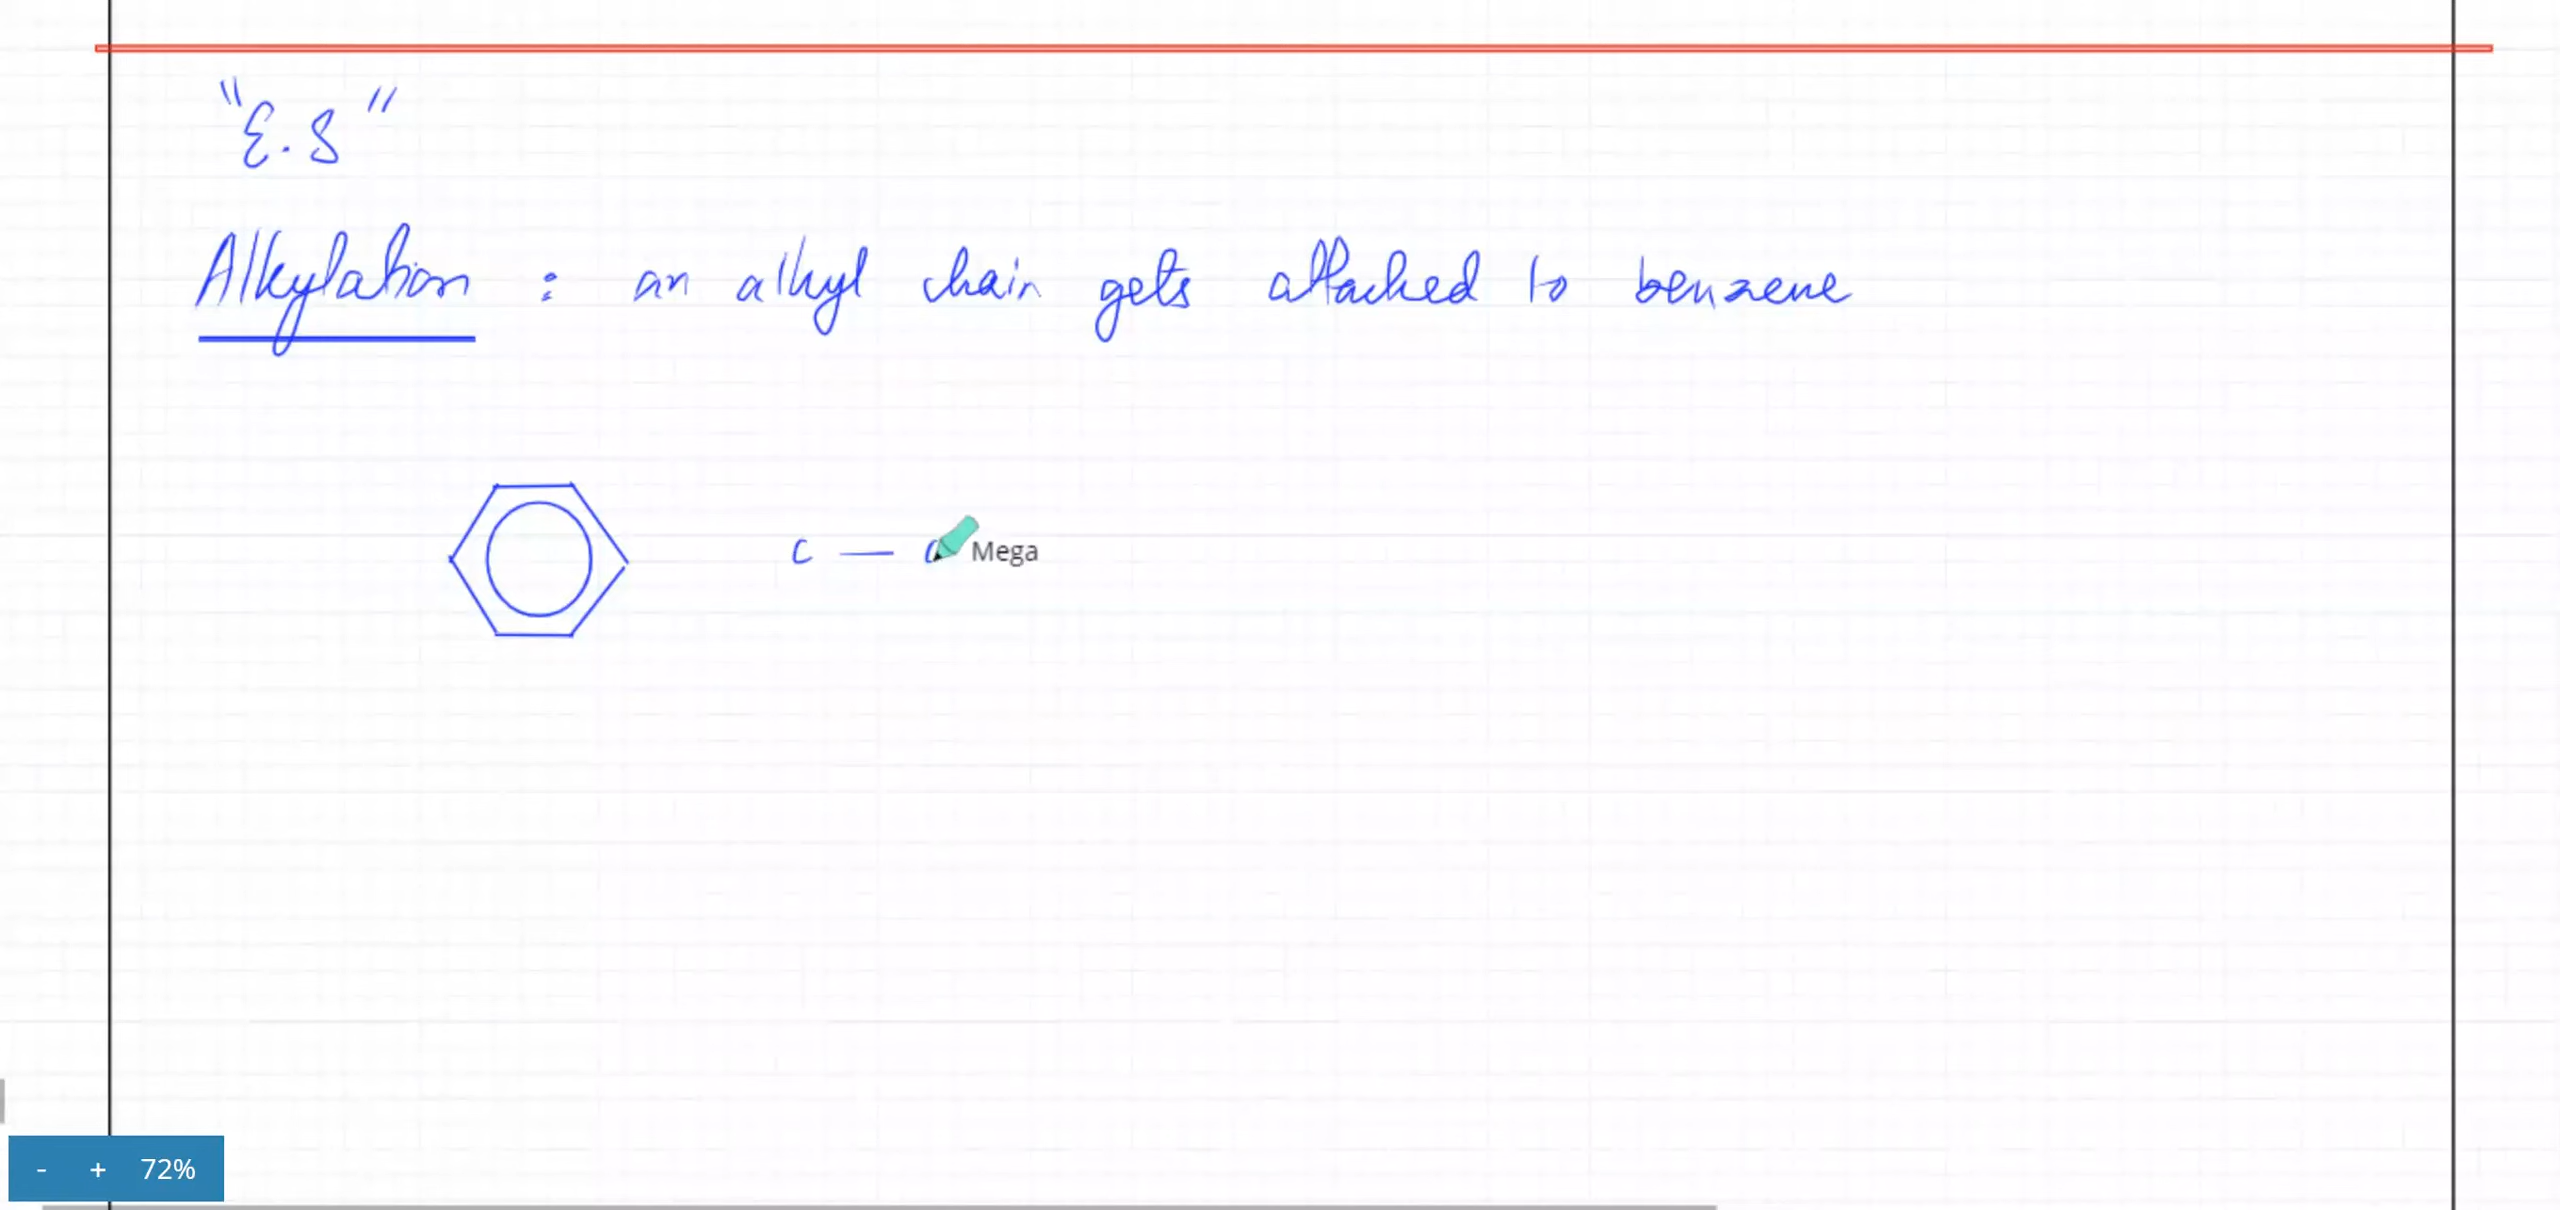 "E.S"
Alkylation : an alkyl chain gets attached to benzene
C — C Mega
- + 72%